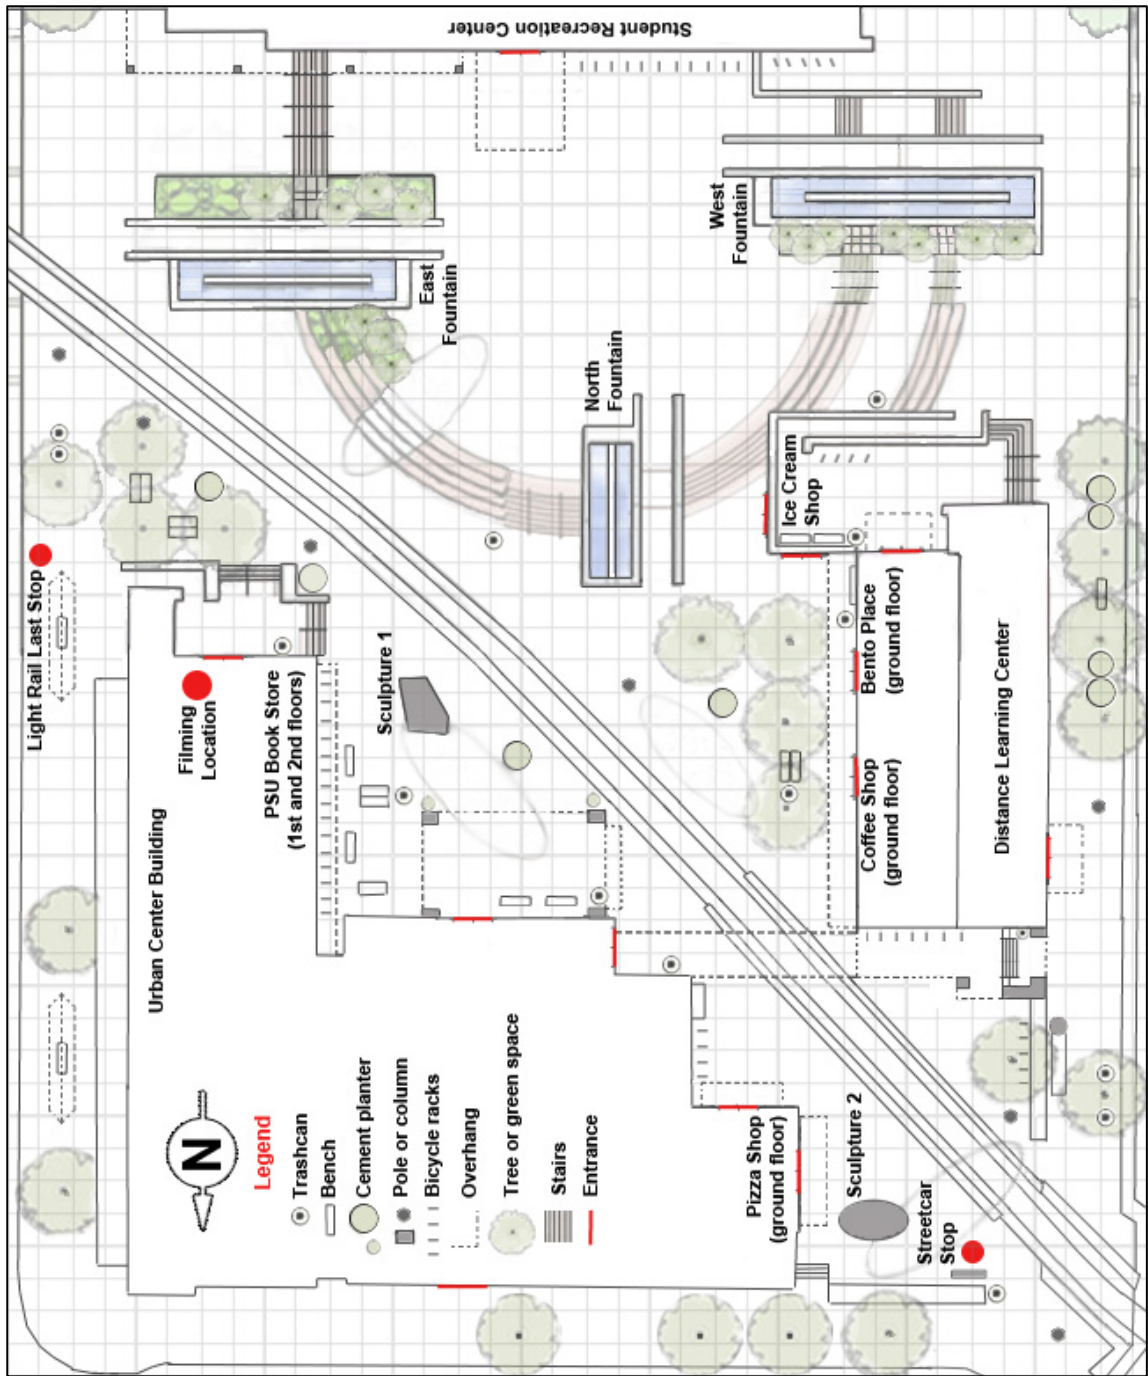 Student Recreation Center
West
Fountain
East
Fountain
North
Fountain
Ice Cream
Shop
Light Rail Last Stop
Filming
Location
PSU Book Store
(1st and 2nd floors)
Sculpture 1
Bento Place
(ground floor)
Coffee Shop
(ground floor)
Distance Learning Center
Urban Center Building
N
Legend
Trashcan
Bench
Cement planter
Pole or column
Bicycle racks
Overhang
Tree or green space
Stairs
Entrance
Pizza Shop
(ground floor)
Sculpture 2
Streetcar
Stop